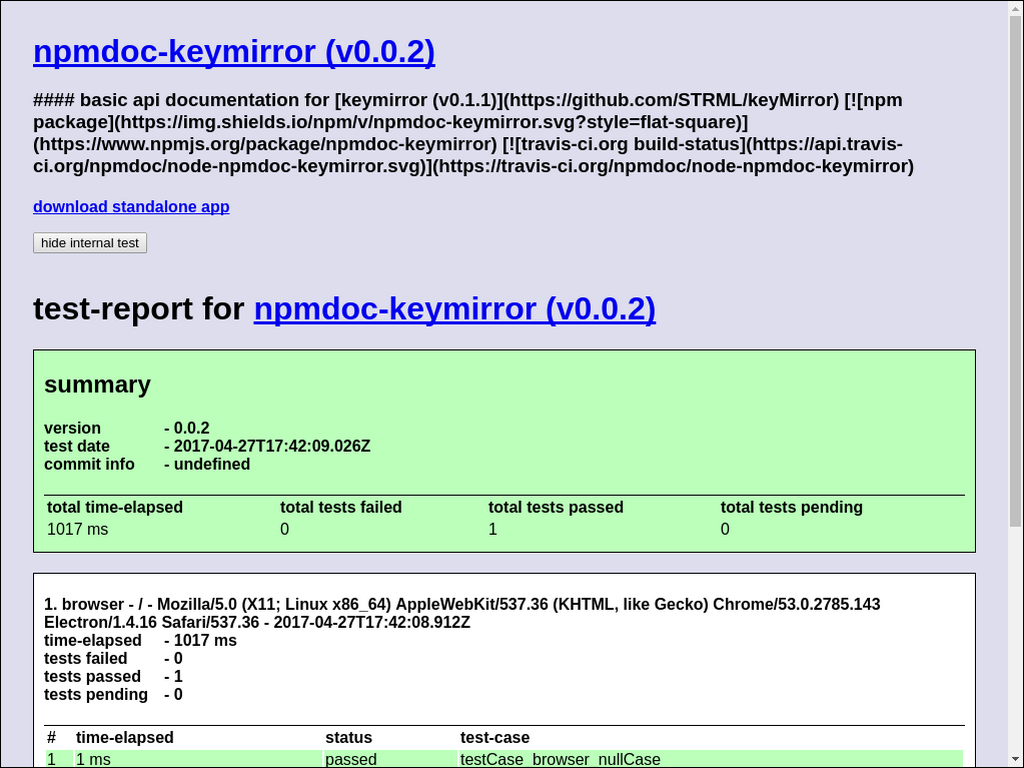 npmdoc-keymirror (v0.0.2)
#### basic api documentation for [keymirror (v0.1.1)](https://github.com/STRML/keyMirror) [![npm
package](https://img.shields.io/npm/v/npmdoc-keymirror.svg?style=flat-square)]
(https://www.npmjs.org/package/npmdoc-keymirror) [![travis-ci.org build-status](https://api.travis-
ci.org/npmdoc/node-npmdoc-keymirror.svg)](https://travis-ci.org/npmdoc/node-npmdoc-keymirror)
download standalone app
hide internal test
test-report for npmdoc-keymirror (v0.0.2)
summary
version - 0.0.2
test date - 2017-04-27T17:42:09.026Z
commit info - undefined
total time-elapsed total tests failed total tests passed total tests pending
1017 ms 0 1 0
1. browser - / - Mozilla/5.0 (X11; Linux x86_64) AppleWebKit/537.36 (KHTML, like Gecko) Chrome/53.0.2785.143
Electron/1.4.16 Safari/537.36 - 2017-04-27T17:42:08.912Z
time-elapsed - 1017 ms
tests failed - 0
tests passed - 1
tests pending - 0
# time-elapsed status test-case
1 1 ms passed testCase_browser_nullCase